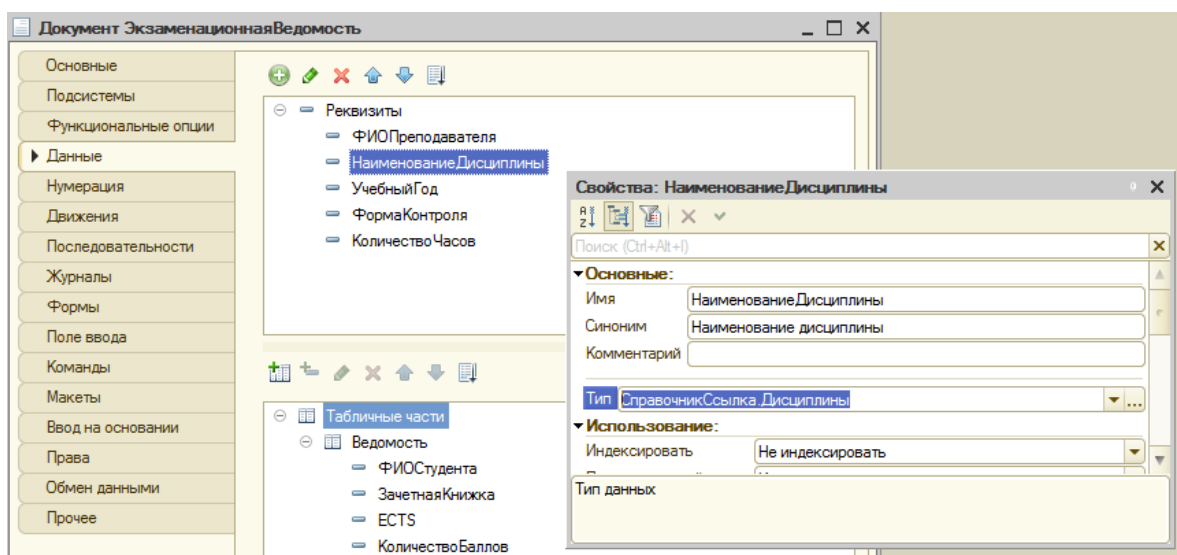 Документ ЭкзаменационнаяВедомость
Основные
Подсистемы
Функциональные опции
Данные
Нумерация
Движения
Последовательности
Журналы
Формы
Поле ввода
Команды
Макеты
Ввод на основании
Права
Обмен данными
Прочее
Реквизиты
ФИОПреподавателя
НаименованиеДисциплины
УчебныйГод
ФормаКонтроля
КоличествоЧасов
Табличные части
Ведомость
ФИОСтудента
ЗачетнаяКнижка
ECTS
КоличествоБаллов
Свойства: НаименованиеДисциплины
Поиск (Ctrl+Alt+I)
Основные:
Имя НаименованиеДисциплины
Синоним Наименование дисциплины
Комментарий
Тип СправочникСсылка.Дисциплины
Использование:
Индексировать Не индексировать
Тип данных